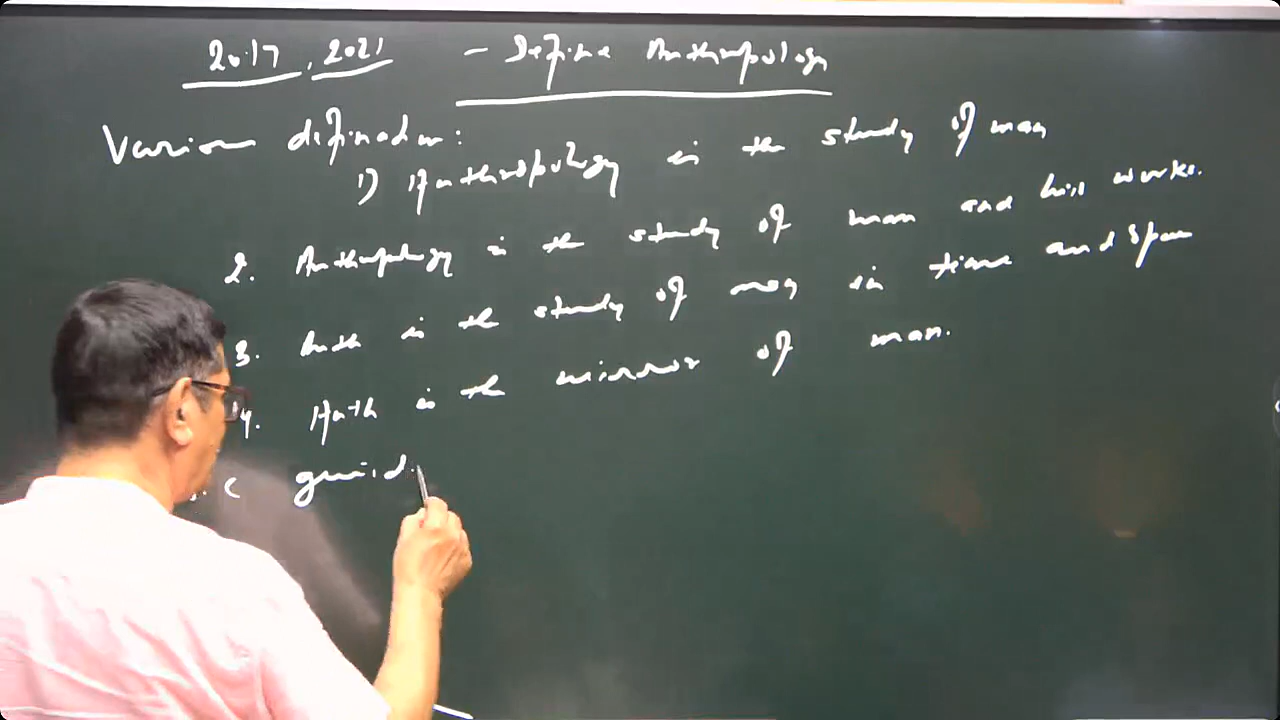 2017, 2021 - Define Anthropology
Various defination:
1) Anthropology is the study of man
2. Anthropology is the study of man and his works.
3. Anth is the study of man in time and space
4. Anth is the mirror of man.
guid